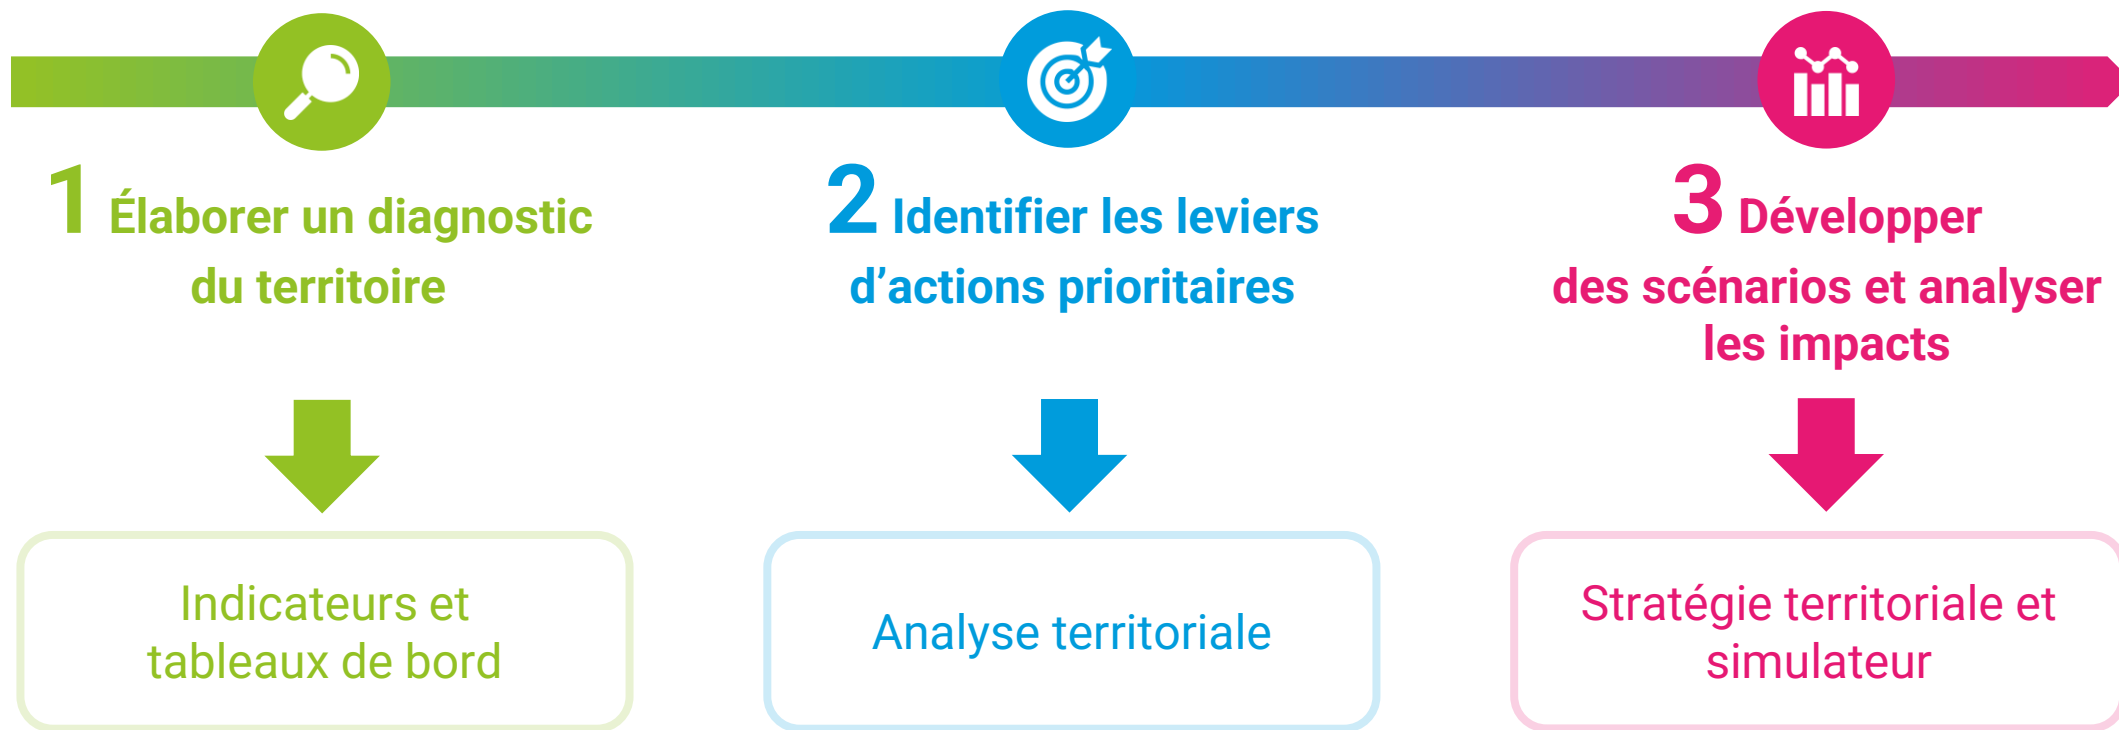 1 Élaborer un diagnostic
du territoire
2 Identifier les leviers
d’actions prioritaires
3 Développer
des scénarios et analyser
les impacts
Indicateurs et
tableaux de bord
Analyse territoriale
Stratégie territoriale et
simulateur